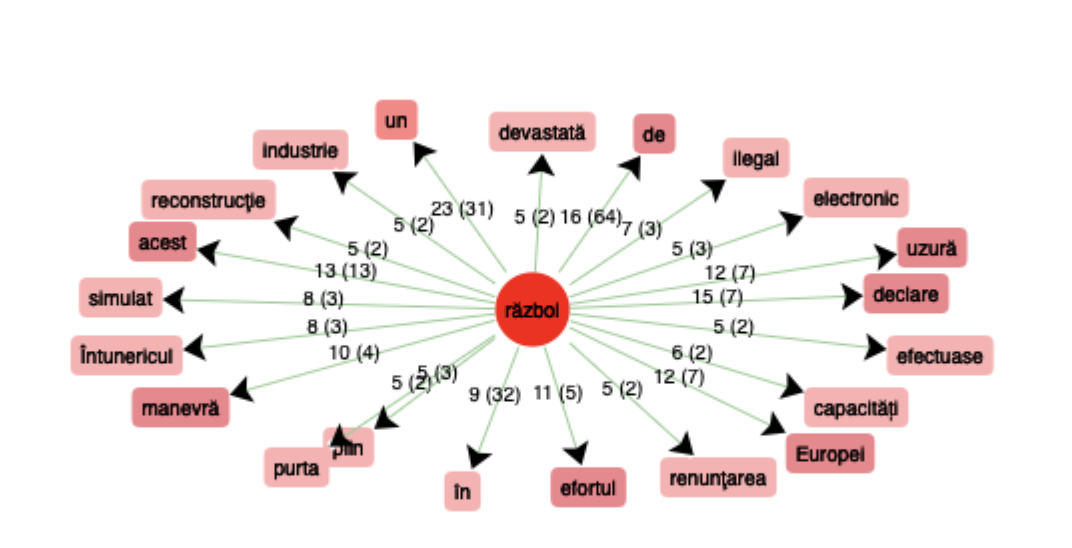 un
devastată
de
industrie
ilegal
reconstrucţie
electronic
23 (31)
5 (2)
16 (64)
7 (3)
5 (2)
acest
5 (2)
5 (3)
uzură
13 (13)
12 (7)
simulat
8 (3)
război
15 (7)
declare
8 (3)
5 (2)
Întunericul
10 (4)
6 (2)
efectuase
5 (3)
12 (7)
5 (2)
9 (32)
11 (5)
5 (2)
manevră
capacităţi
plin
Europei
purta
în
efortul
renunţarea